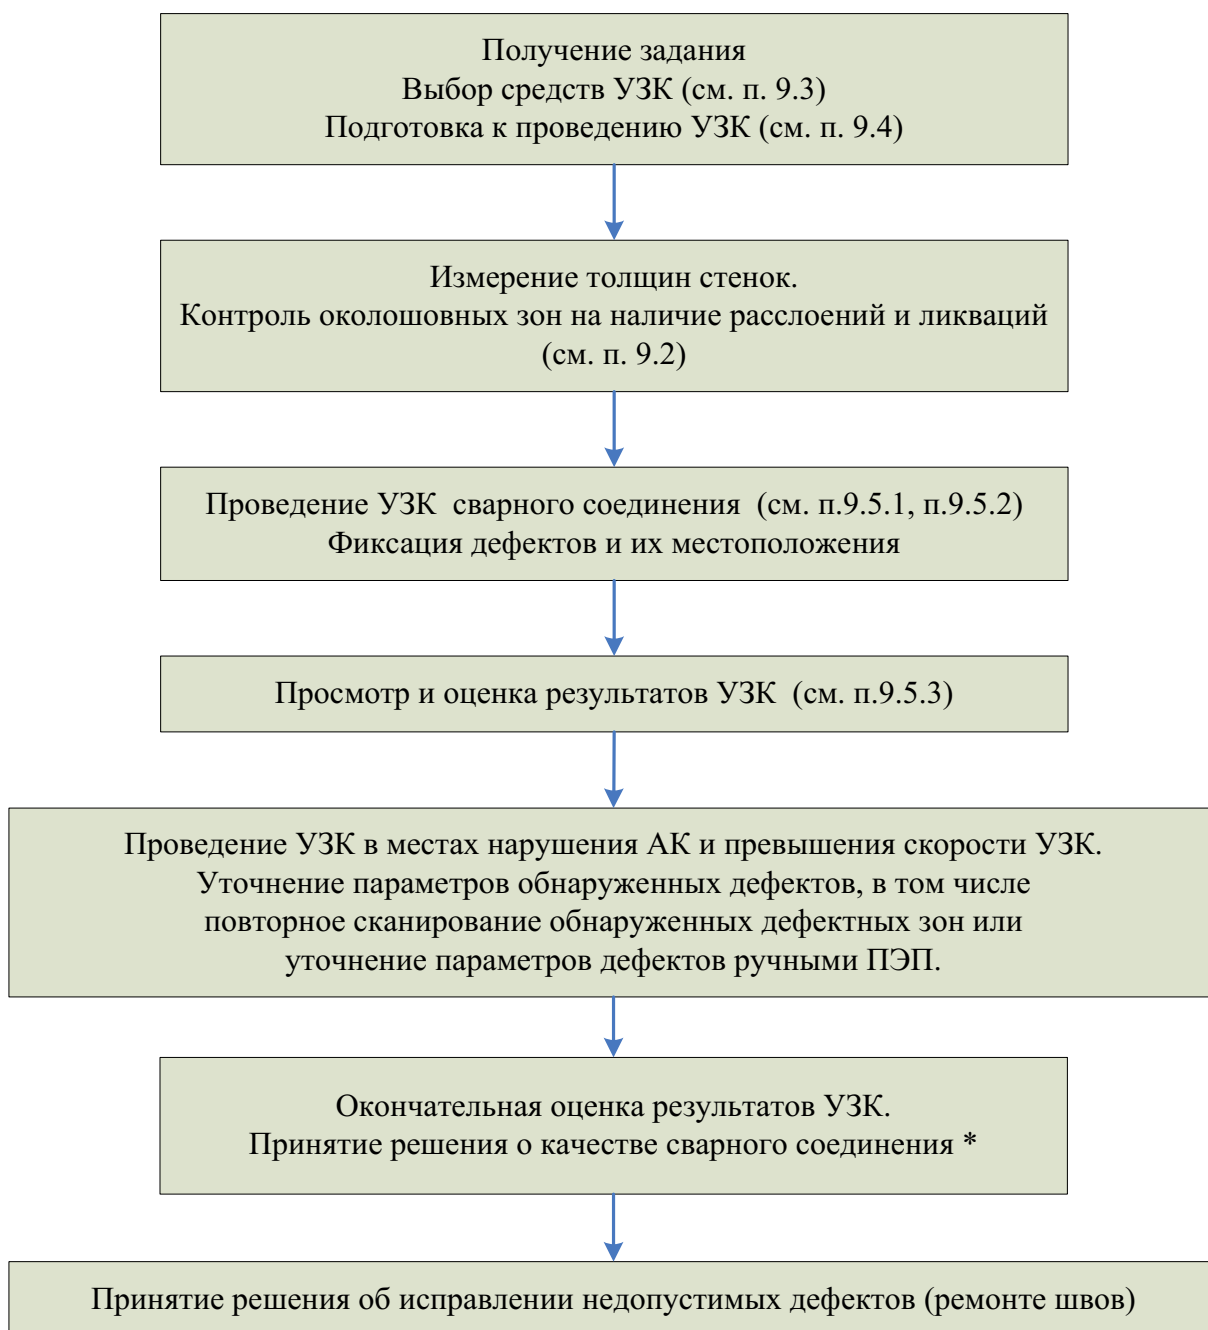 Получение задания
Выбор средств УЗК (см. п. 9.3)
Подготовка к проведению УЗК (см. п. 9.4)
Измерение толщин стенок.
Контроль околошовных зон на наличие расслоений и ликваций
(см. п. 9.2)
Проведение УЗК сварного соединения (см. п.9.5.1, п.9.5.2)
Фиксация дефектов и их местоположения
Просмотр и оценка результатов УЗК (см. п.9.5.3)
Проведение УЗК в местах нарушения АК и превышения скорости УЗК.
Уточнение параметров обнаруженных дефектов, в том числе
повторное сканирование обнаруженных дефектных зон или
уточнение параметров дефектов ручными ПЭП.
Окончательная оценка результатов УЗК.
Принятие решения о качестве сварного соединения *
Принятие решения об исправлении недопустимых дефектов (ремонте швов)